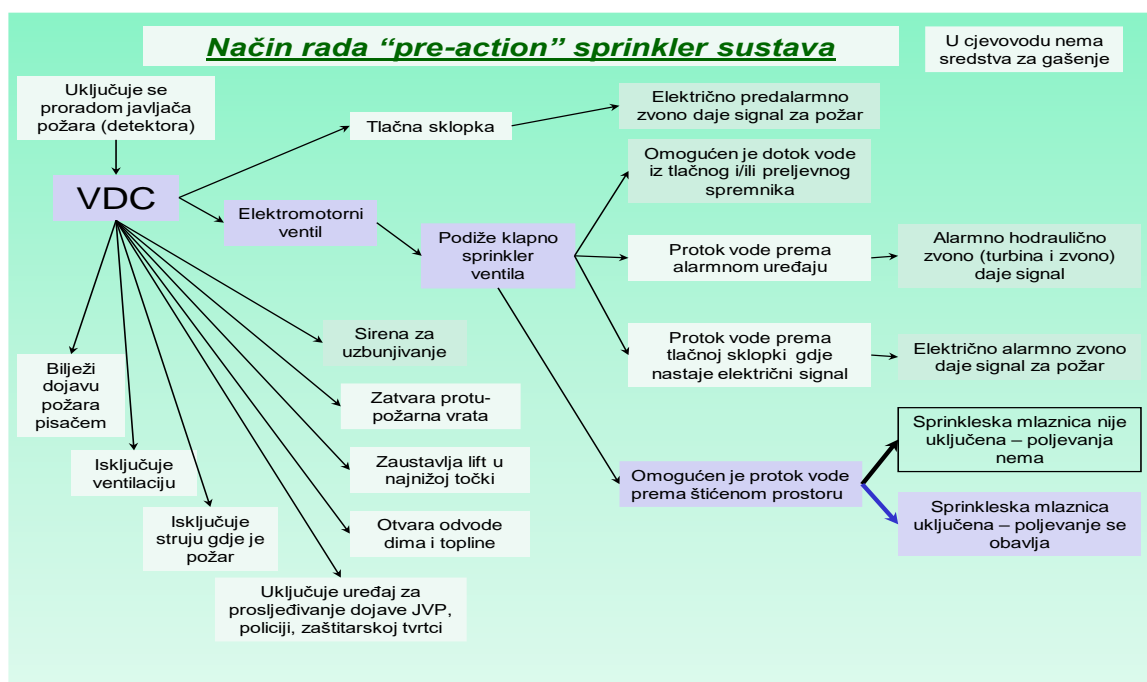 Način rada “pre-action” sprinkler sustava
U cjevovodu nema
sredstva za gašenje
Uključuje se
proradom javljača
požara (detektora)
VDC
Tlačna sklopka
Električno predalarmno
zvono daje signal za požar
Elektromotorni
ventil
Podiže klapno
sprinkler
ventila
Omogućen je dotok vode
iz tlačnog i/ili preljevnog
spremnika
Protok vode prema
alarmnom uređaju
Alarmno hodraulično
zvono (turbina i zvono)
daje signal
Protok vode prema
tlačnoj sklopki gdje
nastaje električni signal
Električno alarmno zvono
daje signal za požar
Sirena za
uzbunjivanje
Bilježi
dojavu
požara
pisačem
Zatvara protu-
požarna vrata
Isključuje
ventilaciju
Zaustavlja lift u
najnižoj točki
Omogućen je protok vode
prema štićenom prostoru
Sprinkleska mlaznica nije
uključena – poljevanja
nema
Sprinkleska mlaznica
uključena – poljevanje se
obavlja
Isključuje
struju gdje je
požar
Otvara odvode
dima i topline
Uključuje uređaj za
prosljeđivanje dojave JVP,
policiji, zaštitarskoj tvrtci